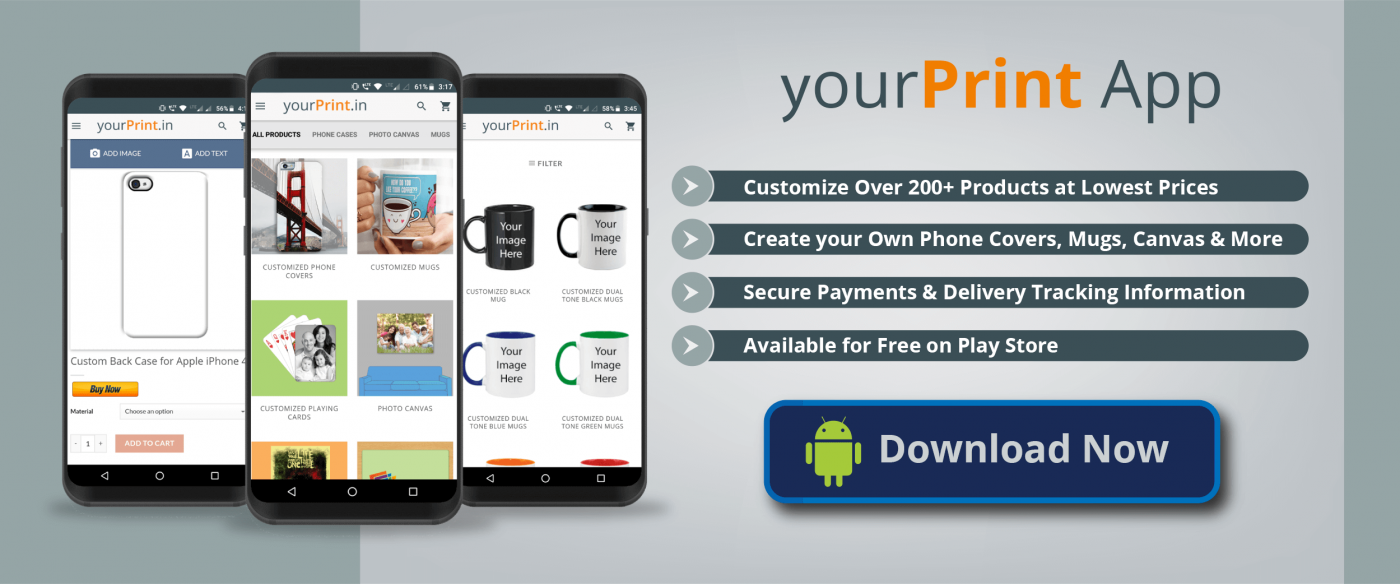 56% 4:1
yourPrint.in
ADD IMAGE
A ADD TEXT
Custom Back Case for Apple iPhone 4
Buy Now
Material
Choose an option
- 1 +
ADD TO CART
61% 3:17
yourPrint.in
ALL PRODUCTS PHONE CASES PHOTO CANVAS MUGS
CUSTOMIZED PHONE
COVERS
CUSTOMIZED MUGS
CUSTOMIZED PLAYING
CARDS
PHOTO CANVAS
58% 3:45
yourPrint.in
FILTER
Your
Image
Here
CUSTOMIZED BLACK
MUG
Your
Image
Here
CUSTOMIZED DUAL
TONE BLACK MUGS
Your
Image
Here
CUSTOMIZED DUAL
TONE BLUE MUGS
Your
Image
Here
CUSTOMIZED DUAL
TONE GREEN MUGS
yourPrint App
Customize Over 200+ Products at Lowest Prices
Create your Own Phone Covers, Mugs, Canvas & More
Secure Payments & Delivery Tracking Information
Available for Free on Play Store
Download Now